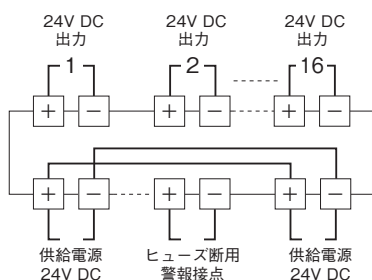 24V DC 24V DC 24V DC
出力 出力 出力
1 2 16
+ − + − + −
+ − + − + −
供給電源 ヒューズ断用 供給電源
24V DC 警報接点 24V DC